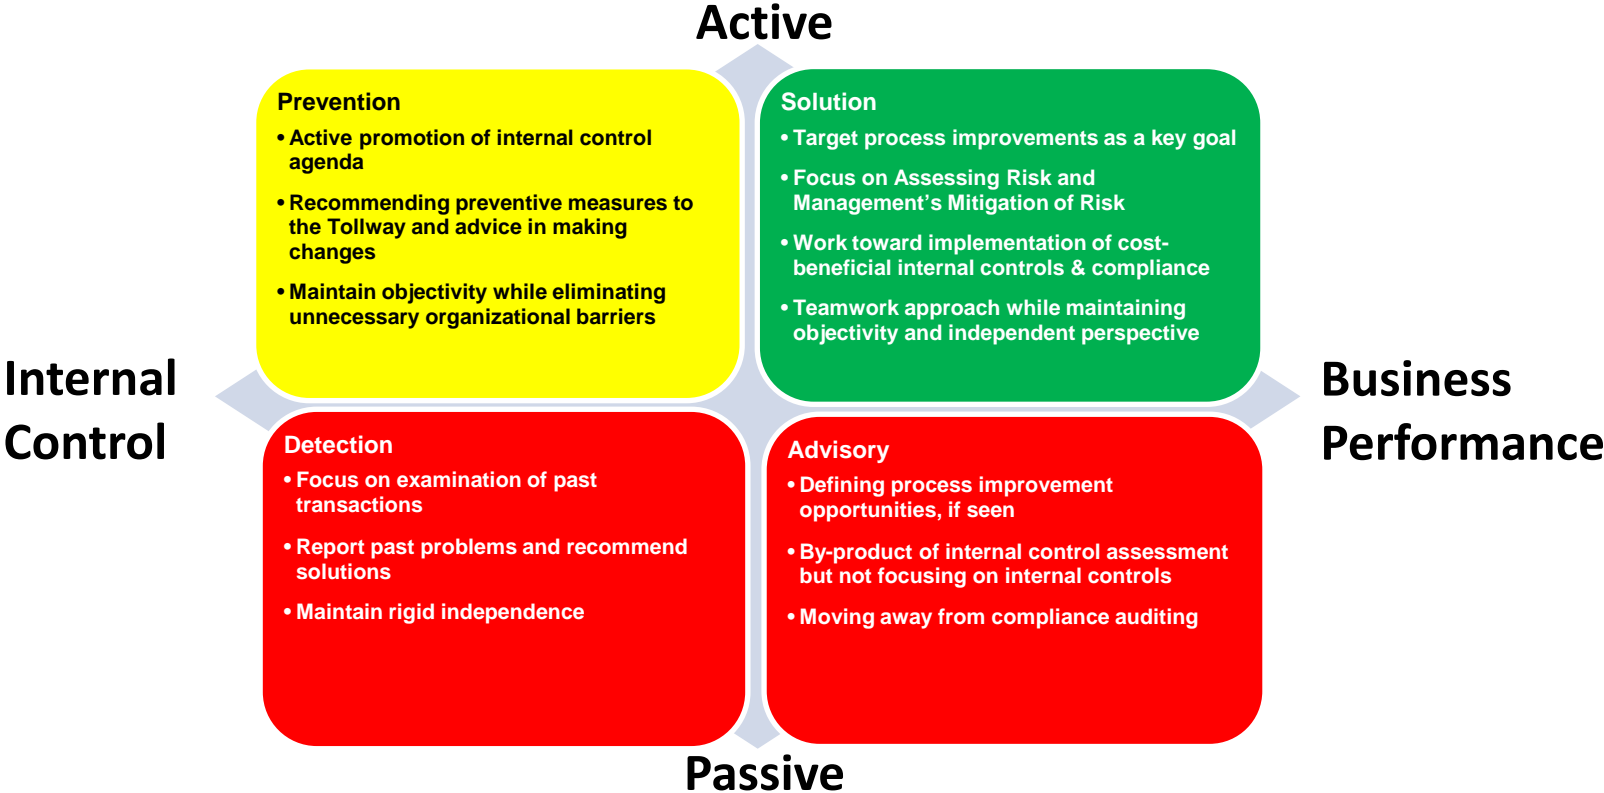 Active
Prevention
• Active promotion of internal control
agenda
• Recommending preventive measures to
the Tollway and advice in making
changes
• Maintain objectivity while eliminating
unnecessary organizational barriers
Solution
• Target process improvements as a key goal
• Focus on Assessing Risk and
Management’s Mitigation of Risk
• Work toward implementation of cost-
beneficial internal controls & compliance
• Teamwork approach while maintaining
objectivity and independent perspective
Internal
Control
Business
Performance
Detection
• Focus on examination of past
transactions
• Report past problems and recommend
solutions
• Maintain rigid independence
Advisory
• Defining process improvement
opportunities, if seen
• By-product of internal control assessment
but not focusing on internal controls
• Moving away from compliance auditing
Passive